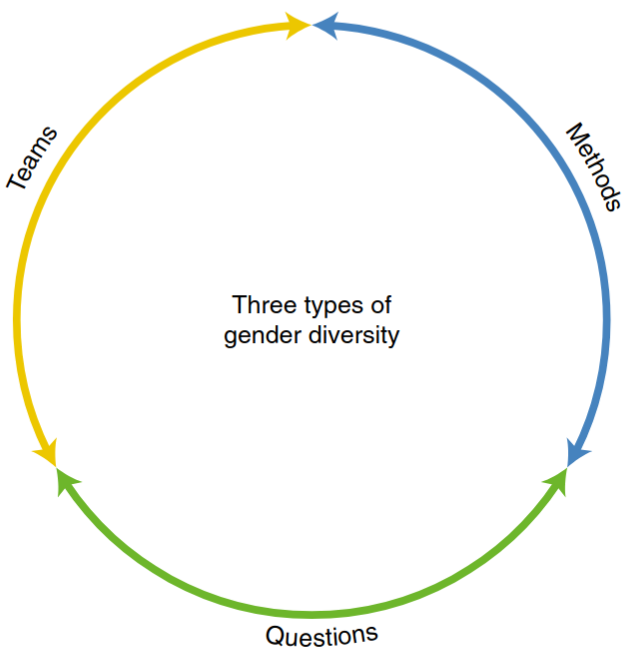 Teams
Methods
Three types of
gender diversity
Questions